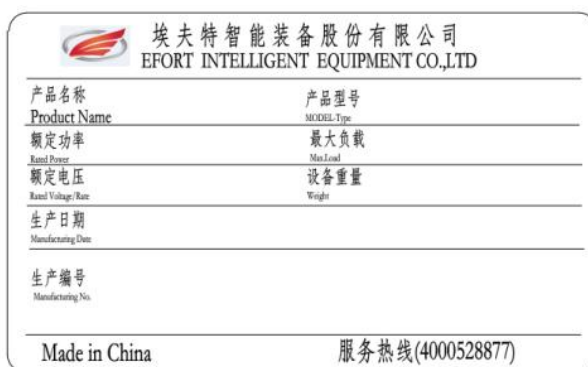 埃夫特智能装备股份有限公司
EFORT INTELLIGENT EQUIPMENT CO.,LTD
产品名称 产品型号
Product Name MODEL-Type
额定功率 最大负载
Rated Power Max.Load
额定电压 设备重量
Rated Voltage/Rate Weight
生产日期
Manufacturing Date
生产编号
Manufacturing No.
Made in China 服务热线(4000528877)